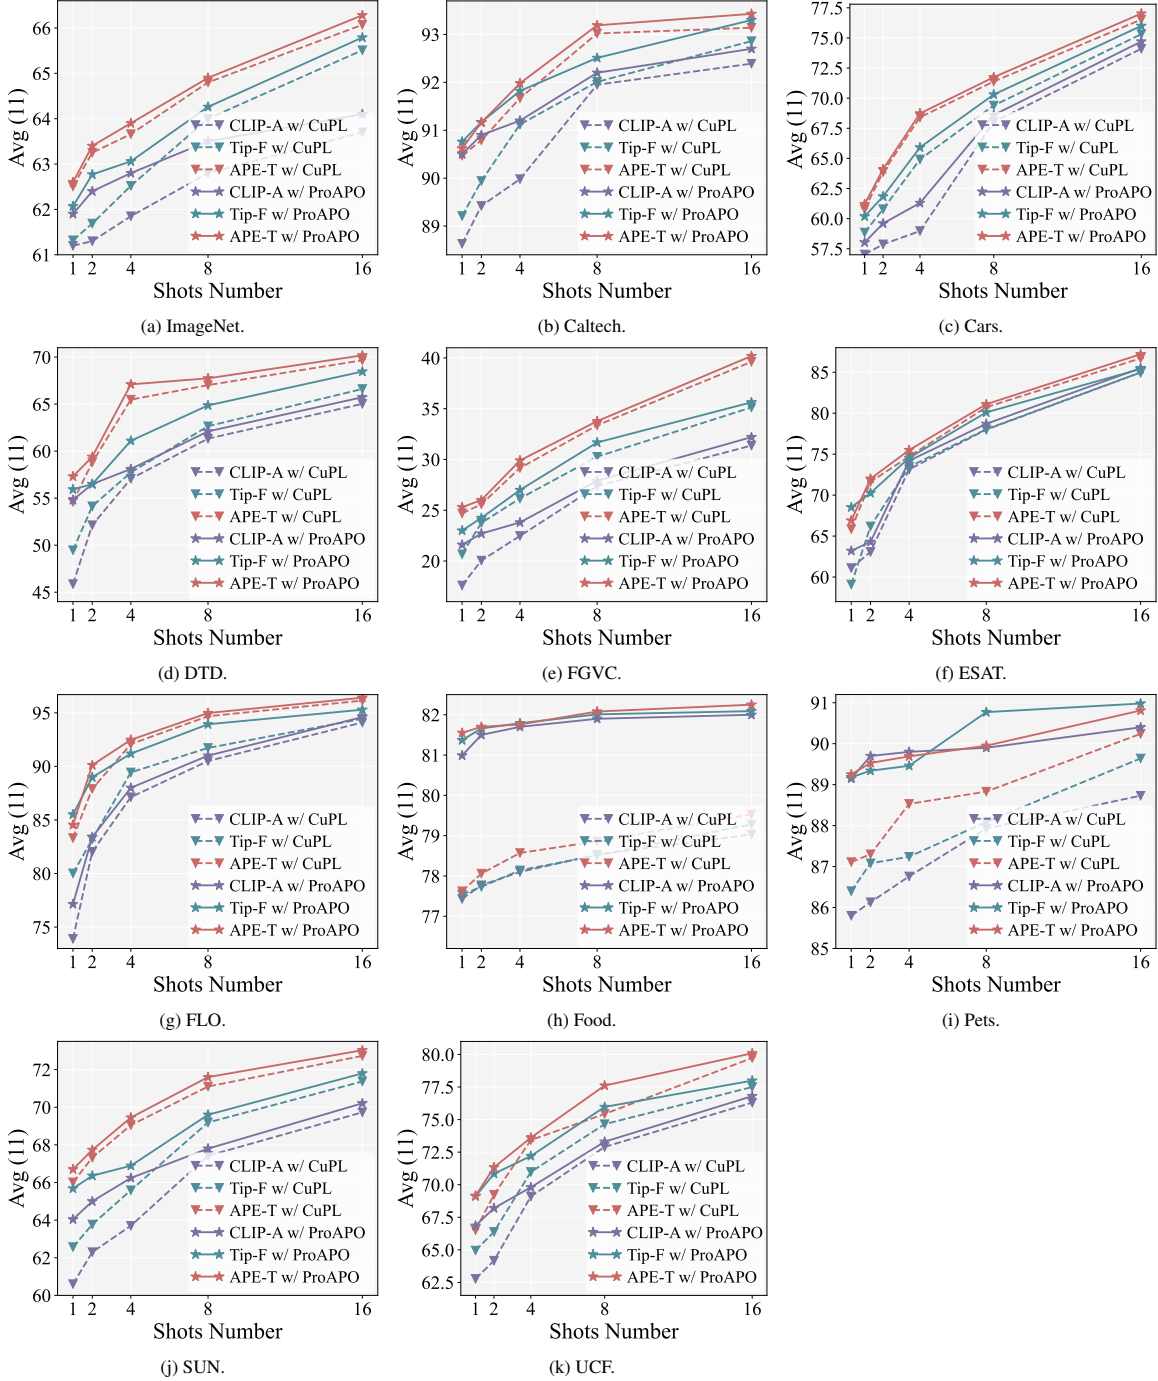 Avg (11)
66
65
64
63
62
61
1 2 4 8 16
Shots Number
CLIP-A w/ CuPL
Tip-F w/ CuPL
APE-T w/ CuPL
CLIP-A w/ ProAPO
Tip-F w/ ProAPO
APE-T w/ ProAPO
(a) ImageNet.
Avg (11)
93
92
91
90
89
1 2 4 8 16
Shots Number
CLIP-A w/ CuPL
Tip-F w/ CuPL
APE-T w/ CuPL
CLIP-A w/ ProAPO
Tip-F w/ ProAPO
APE-T w/ ProAPO
(b) Caltech.
Avg (11)
77.5
75.0
72.5
70.0
67.5
65.0
62.5
60.0
57.5
1 2 4 8 16
Shots Number
CLIP-A w/ CuPL
Tip-F w/ CuPL
APE-T w/ CuPL
CLIP-A w/ ProAPO
Tip-F w/ ProAPO
APE-T w/ ProAPO
(c) Cars.
Avg (11)
70
65
60
55
50
45
1 2 4 8 16
Shots Number
CLIP-A w/ CuPL
Tip-F w/ CuPL
APE-T w/ CuPL
CLIP-A w/ ProAPO
Tip-F w/ ProAPO
APE-T w/ ProAPO
(d) DTD.
Avg (11)
40
35
30
25
20
1 2 4 8 16
Shots Number
CLIP-A w/ CuPL
Tip-F w/ CuPL
APE-T w/ CuPL
CLIP-A w/ ProAPO
Tip-F w/ ProAPO
APE-T w/ ProAPO
(e) FGVC.
Avg (11)
85
80
75
70
65
60
1 2 4 8 16
Shots Number
CLIP-A w/ CuPL
Tip-F w/ CuPL
APE-T w/ CuPL
CLIP-A w/ ProAPO
Tip-F w/ ProAPO
APE-T w/ ProAPO
(f) ESAT.
Avg (11)
95
90
85
80
75
1 2 4 8 16
Shots Number
CLIP-A w/ CuPL
Tip-F w/ CuPL
APE-T w/ CuPL
CLIP-A w/ ProAPO
Tip-F w/ ProAPO
APE-T w/ ProAPO
(g) FLO.
Avg (11)
82
81
80
79
78
77
1 2 4 8 16
Shots Number
CLIP-A w/ CuPL
Tip-F w/ CuPL
APE-T w/ CuPL
CLIP-A w/ ProAPO
Tip-F w/ ProAPO
APE-T w/ ProAPO
(h) Food.
Avg (11)
91
90
89
88
87
86
85
1 2 4 8 16
Shots Number
CLIP-A w/ CuPL
Tip-F w/ CuPL
APE-T w/ CuPL
CLIP-A w/ ProAPO
Tip-F w/ ProAPO
APE-T w/ ProAPO
(i) Pets.
Avg (11)
72
70
68
66
64
62
60
1 2 4 8 16
Shots Number
CLIP-A w/ CuPL
Tip-F w/ CuPL
APE-T w/ CuPL
CLIP-A w/ ProAPO
Tip-F w/ ProAPO
APE-T w/ ProAPO
(j) SUN.
Avg (11)
80.0
77.5
75.0
72.5
70.0
67.5
65.0
62.5
1 2 4 8 16
Shots Number
CLIP-A w/ CuPL
Tip-F w/ CuPL
APE-T w/ CuPL
CLIP-A w/ ProAPO
Tip-F w/ ProAPO
APE-T w/ ProAPO
(k) UCF.